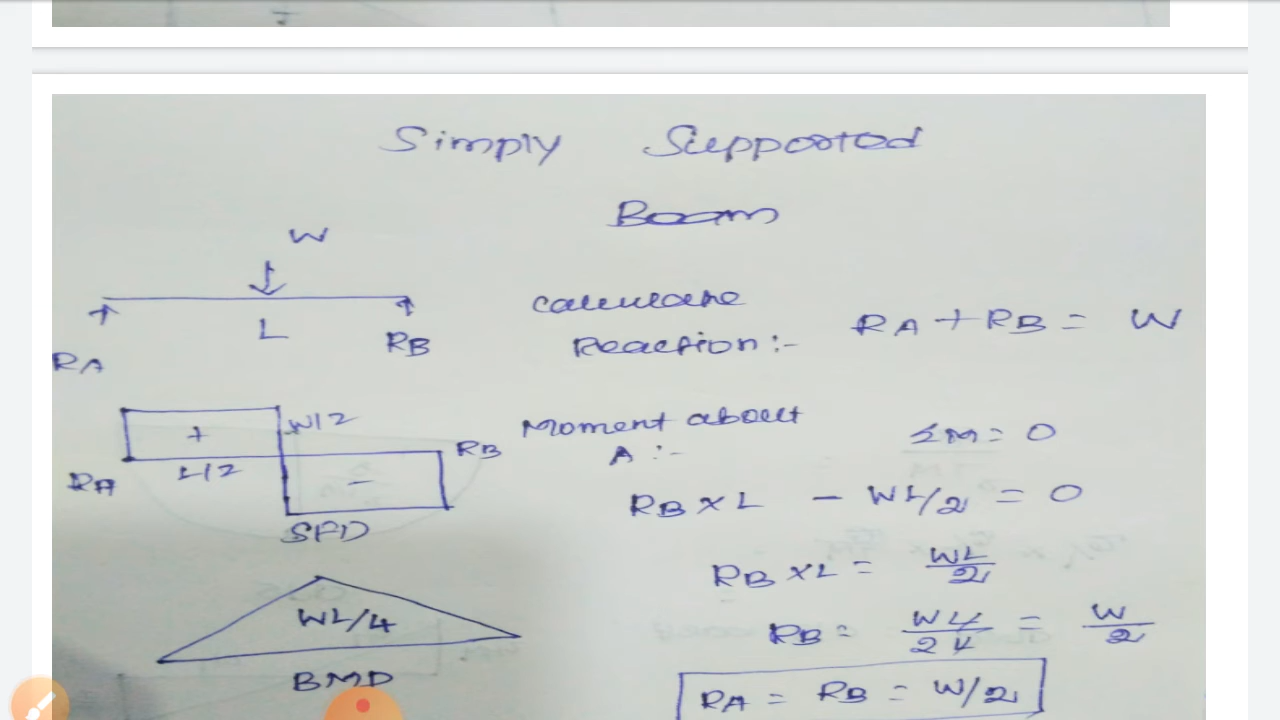 Simply Supported
Beam
W
L
RA
RB
Calculate
Reaction :- RA + RB = W
+
W/2
L/2
RA
RB
-
SFD
Moment about
A :-
ΣM = 0
RB × L - WL/2 = 0
RB × L = WL/2
RB = WL/2L = W/2
RA = RB = W/2
WL/4
BMD